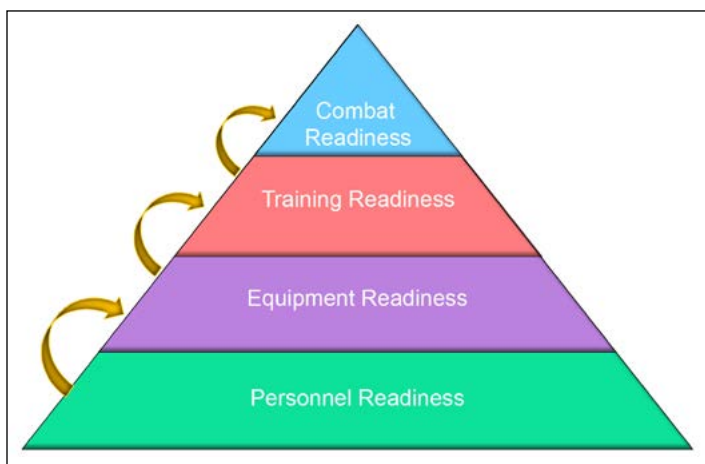 Combat
Readiness
Training Readiness
Equipment Readiness
Personnel Readiness